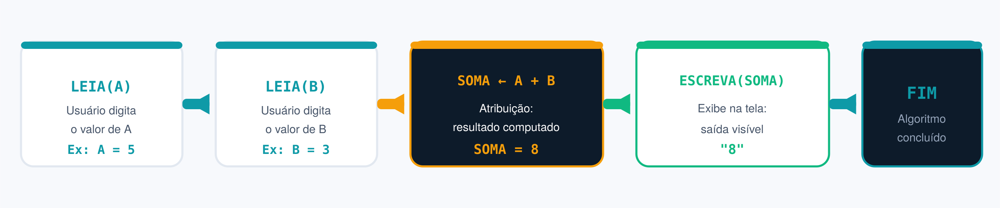 LEIA(A)
Usuário digita
o valor de A
Ex: A = 5
LEIA(B)
Usuário digita
o valor de B
Ex: B = 3
SOMA ← A + B
Atribuição:
resultado computado
SOMA = 8
ESCREVA(SOMA)
Exibe na tela:
saída visível
"8"
FIM
Algoritmo
concluído